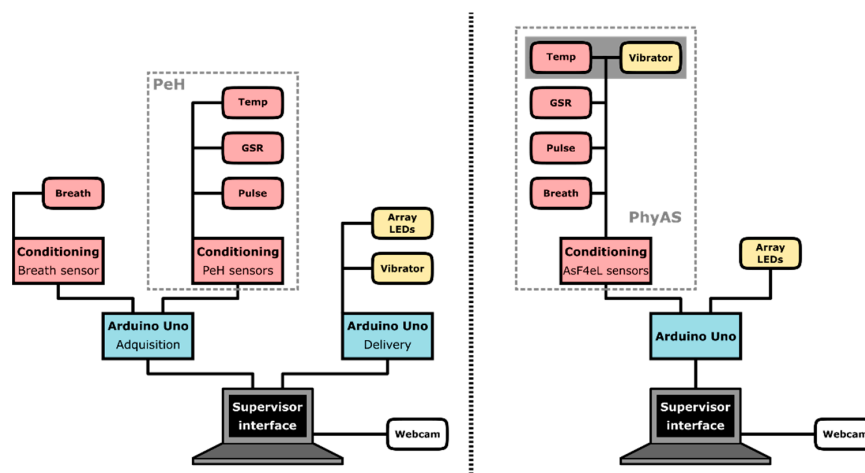 PeH
Temp
GSR
Pulse
Breath
Conditioning
Breath sensor
Conditioning
PeH sensors
Array
LEDs
Vibrator
Arduino Uno
Adquisition
Arduino Uno
Delivery
Supervisor
interface
Webcam
Temp
Vibrator
GSR
Pulse
Breath
PhyAS
Conditioning
AsF4eL sensors
Array
LEDs
Arduino Uno
Supervisor
interface
Webcam